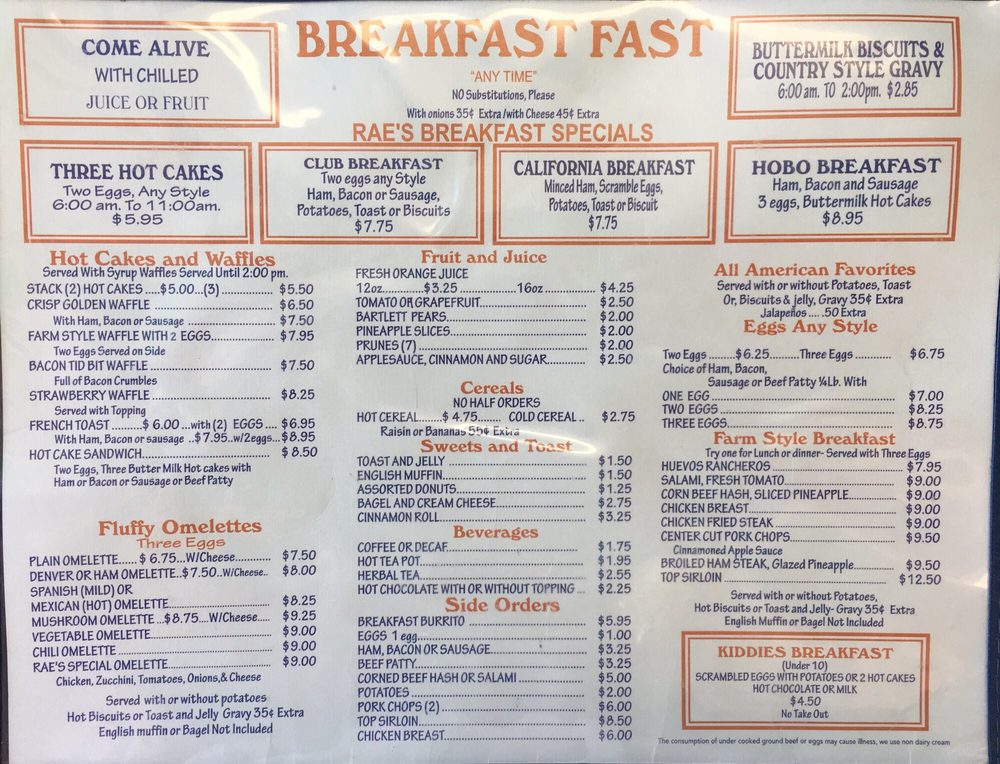 COME ALIVE
WITH CHILLED
JUICE OR FRUIT
BREAKFAST FAST
"ANY TIME"
NO Substitutions, Please
With onions 35¢ Extra /with Cheese 45¢ Extra
BUTTERMILK BISCUITS &
COUNTRY STYLE GRAVY
6:00 am. TO 2:00pm. $2.85
RAE'S BREAKFAST SPECIALS
THREE HOT CAKES
Two Eggs, Any Style
6:00 am. To 11:00am.
$5.95
CLUB BREAKFAST
Two eggs any Style
Ham, Bacon or Sausage,
Potatoes, Toast or Biscuits
$7.75
CALIFORNIA BREAKFAST
Minced Ham, Scramble Eggs,
Potatoes, Toast or Biscuit
$7.75
HOBO BREAKFAST
Ham, Bacon and Sausage
3 eggs, Buttermilk Hot Cakes
$8.95
Hot Cakes and Waffles
Served With Syrup Waffles Served Until 2:00 pm.
STACK (2) HOT CAKES .....$5.00...(3) ................ $5.50
CRISP GOLDEN WAFFLE ................ $6.50
With Ham, Bacon or Sausage ................ $7.50
FARM STYLE WAFFLE WITH 2 EGGS................ $7.95
Two Eggs Served on Side
BACON TID BIT WAFFLE ................ $7.50
Full of Bacon Crumbles
STRAWBERRY WAFFLE ................ $8.25
Served with Topping
FRENCH TOAST ........$ 6.00 ...with (2) EGGS .... $6.95
With Ham, Bacon or sausage ..$7.95..w/2eggs...$8.95
HOT CAKE SANDWICH................ $8.50
Two Eggs, Three Butter Milk Hot cakes with
Ham or Bacon or Sausage or Beef Patty
Fluffy Omelettes
Three Eggs
PLAIN OMELETTE...... $ 6.75...W/Cheese........... $7.50
DENVER OR HAM OMELETTE..$7.50..W/Cheese.. $8.00
SPANISH (MILD) OR
MEXICAN (HOT) OMELETTE................ $8.25
MUSHROOM OMELETTE ...$8.75....W/Cheese..... $9.25
VEGETABLE OMELETTE................ $9.00
CHILI OMELETTE ................ $9.00
RAE'S SPECIAL OMELETTE................ $9.00
Chicken, Zucchini, Tomatoes, Onions,& Cheese
Served with or without potatoes
Hot Biscuits or Toast and Jelly Gravy 35¢ Extra
English muffin or Bagel Not Included
Fruit and Juice
FRESH ORANGE JUICE
12oz............$3.25 ................16oz................ $4.25
TOMATO OR GRAPEFRUIT................ $2.50
BARTLETT PEARS................ $2.00
PINEAPPLE SLICES................ $2.00
PRUNES (7) ................ $2.00
APPLESAUCE, CINNAMON AND SUGAR................ $2.50
Cereals
NO HALF ORDERS
HOT CEREAL.......$ 4.75....... COLD CEREAL .. $2.75
Raisin or Bananas 55¢ Extra
Sweets and Toast
TOAST AND JELLY ................ $1.50
ENGLISH MUFFIN................ $1.50
ASSORTED DONUTS................ $1.25
BAGEL AND CREAM CHEESE................ $2.75
CINNAMON ROLL................ $3.25
Beverages
COFFEE OR DECAF................ $1.75
HOT TEA POT................ $1.95
HERBAL TEA................ $2.55
HOT CHOCOLATE WITH OR WITHOUT TOPPING ... $2.25
Side Orders
BREAKFAST BURRITO ................ $5.95
EGGS 1 egg................ $1.00
HAM, BACON OR SAUSAGE................ $3.25
BEEF PATTY................ $3.25
CORNED BEEF HASH OR SALAMI ................ $5.00
POTATOES ................ $2.00
PORK CHOPS (2) ................ $6.00
TOP SIRLOIN................ $8.50
CHICKEN BREAST................ $6.00
All American Favorites
Served with or without Potatoes, Toast
Or, Biscuits & jelly, Gravy 35¢ Extra
Jalapeños .... .50 Extra
Eggs Any Style
Two Eggs ........$6.25........Three Eggs ........... $6.75
Choice of Ham, Bacon,
Sausage or Beef Patty ¼Lb. With
ONE EGG ................ $7.00
TWO EGGS ................ $8.25
THREE EGGS................ $8.75
Farm Style Breakfast
Try one for Lunch or dinner- Served with Three Eggs
HUEVOS RANCHEROS ................ $7.95
SALAMI, FRESH TOMATO................ $9.00
CORN BEEF HASH, SLICED PINEAPPLE................ $9.00
CHICKEN BREAST................ $9.00
CHICKEN FRIED STEAK ................ $9.00
CENTER CUT PORK CHOPS................ $9.50
Cinnamoned Apple Sauce
BROILED HAM STEAK, Glazed Pineapple................ $9.50
TOP SIRLOIN ................ $12.50
Served with or without Potatoes,
Hot Biscuits or Toast and Jelly- Gravy 35¢ Extra
English Muffin or Bagel Not Included
KIDDIES BREAKFAST
(Under 10)
SCRAMBLED EGGS WITH POTATOES OR 2 HOT CAKES
HOT CHOCOLATE OR MILK
$4.50
No Take Out
The consumption of under cooked ground beef or eggs may cause illness, we use non dairy cream